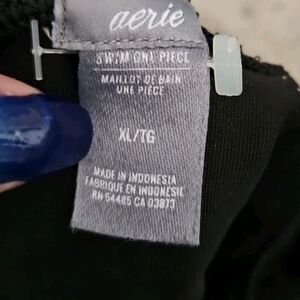 aerie
SWIM ONE PIECE
MAILLOT DE BAIN
UNE PIÈCE
XL/TG
MADE IN INDONESIA
FABRIQUÉ EN INDONÉSIE
RN 54485 CA 03873